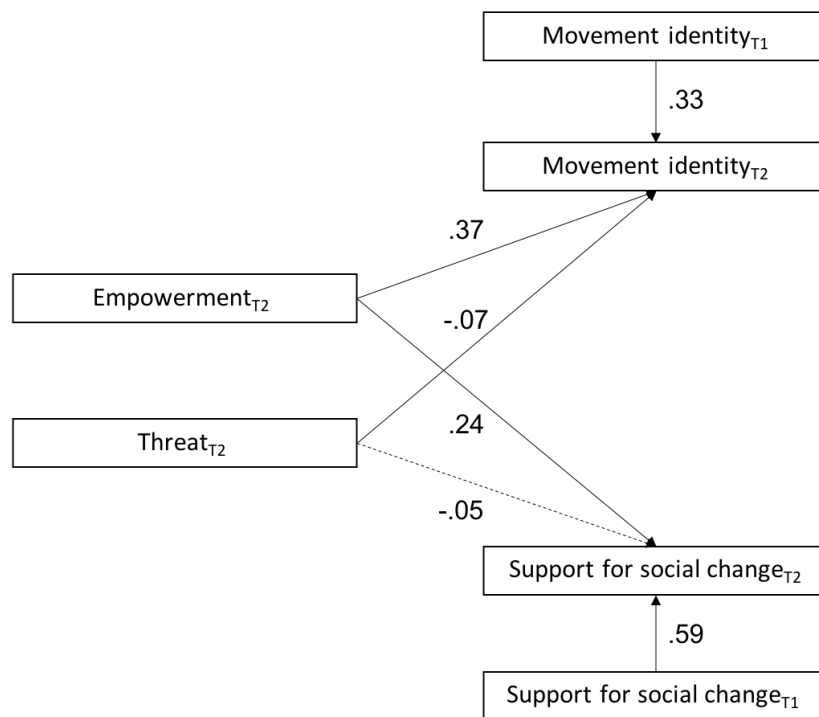 Movement identityT1
.33
Movement identityT2
.37
EmpowermentT2
-.07
.24
ThreatT2
-.05
Support for social changeT2
.59
Support for social changeT1